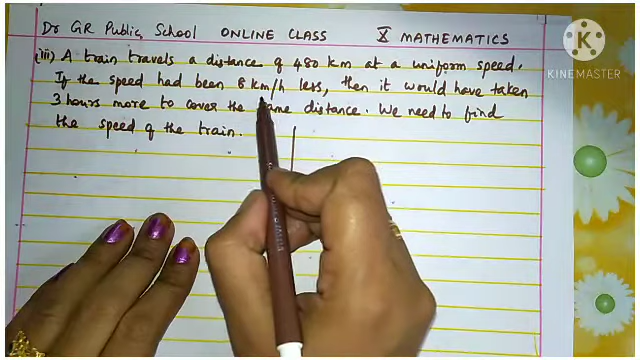 Dr GR Public School ONLINE CLASS X MATHEMATICS
(iii) A train travels a distance of 480 km at a uniform speed.
If the speed had been 8 km/h less, then it would have taken
3 hours more to cover the same distance. We need to find
the speed of the train.
K
KINEMASTER